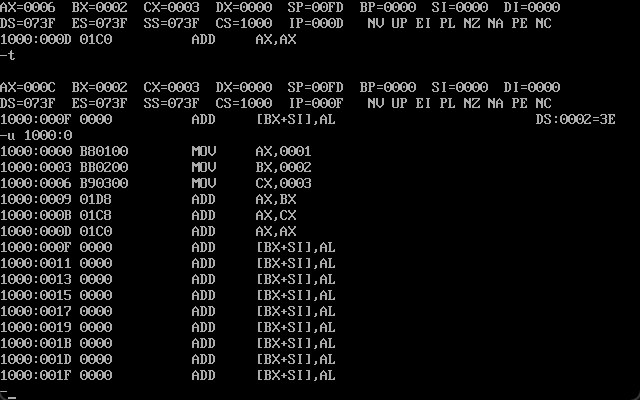 AX=0006  BX=0002  CX=0003  DX=0000  SP=00FD  BP=0000  SI=0000  DI=0000
DS=073F  ES=073F  SS=073F  CS=1000  IP=000D   NV UP EI PL NZ NA PE NC
1000:000D 01C0          ADD     AX,AX
-t

AX=000C  BX=0002  CX=0003  DX=0000  SP=00FD  BP=0000  SI=0000  DI=0000
DS=073F  ES=073F  SS=073F  CS=1000  IP=000F   NV UP EI PL NZ NA PE NC
1000:000F 0000          ADD     [BX+SI],AL                         DS:0002=3E
-u 1000:0
1000:0000 B80100        MOV     AX,0001
1000:0003 BB0200        MOV     BX,0002
1000:0006 B90300        MOV     CX,0003
1000:0009 01D8          ADD     AX,BX
1000:000B 01C8          ADD     AX,CX
1000:000D 01C0          ADD     AX,AX
1000:000F 0000          ADD     [BX+SI],AL
1000:0011 0000          ADD     [BX+SI],AL
1000:0013 0000          ADD     [BX+SI],AL
1000:0015 0000          ADD     [BX+SI],AL
1000:0017 0000          ADD     [BX+SI],AL
1000:0019 0000          ADD     [BX+SI],AL
1000:001B 0000          ADD     [BX+SI],AL
1000:001D 0000          ADD     [BX+SI],AL
1000:001F 0000          ADD     [BX+SI],AL
-_